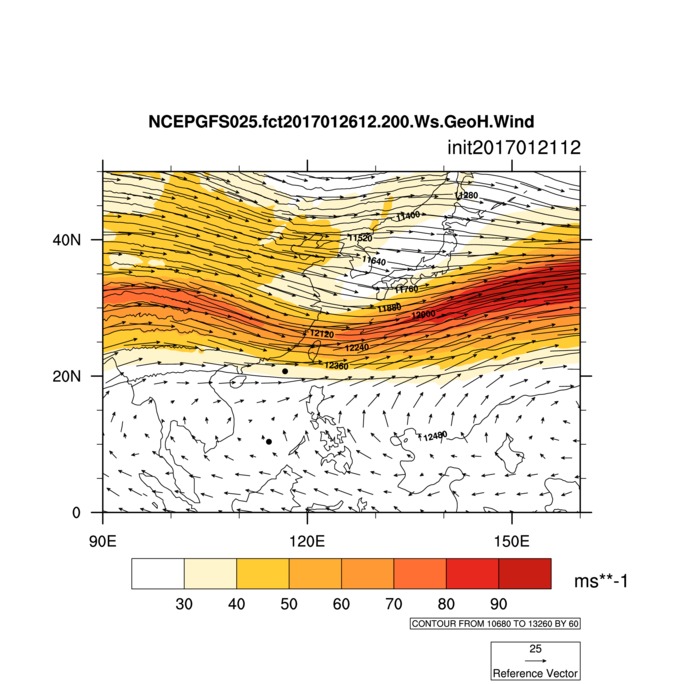 NCEPGFS025.fct2017012612.200.Ws.GeoH.Wind
init2017012112
11280
11400
40N
11520
11640
11760
11880
12000
12120
12240
12360
20N
12480
0
90E 120E 150E
ms**-1
30 40 50 60 70 80 90
CONTOUR FROM 10680 TO 13260 BY 60
25
Reference Vector